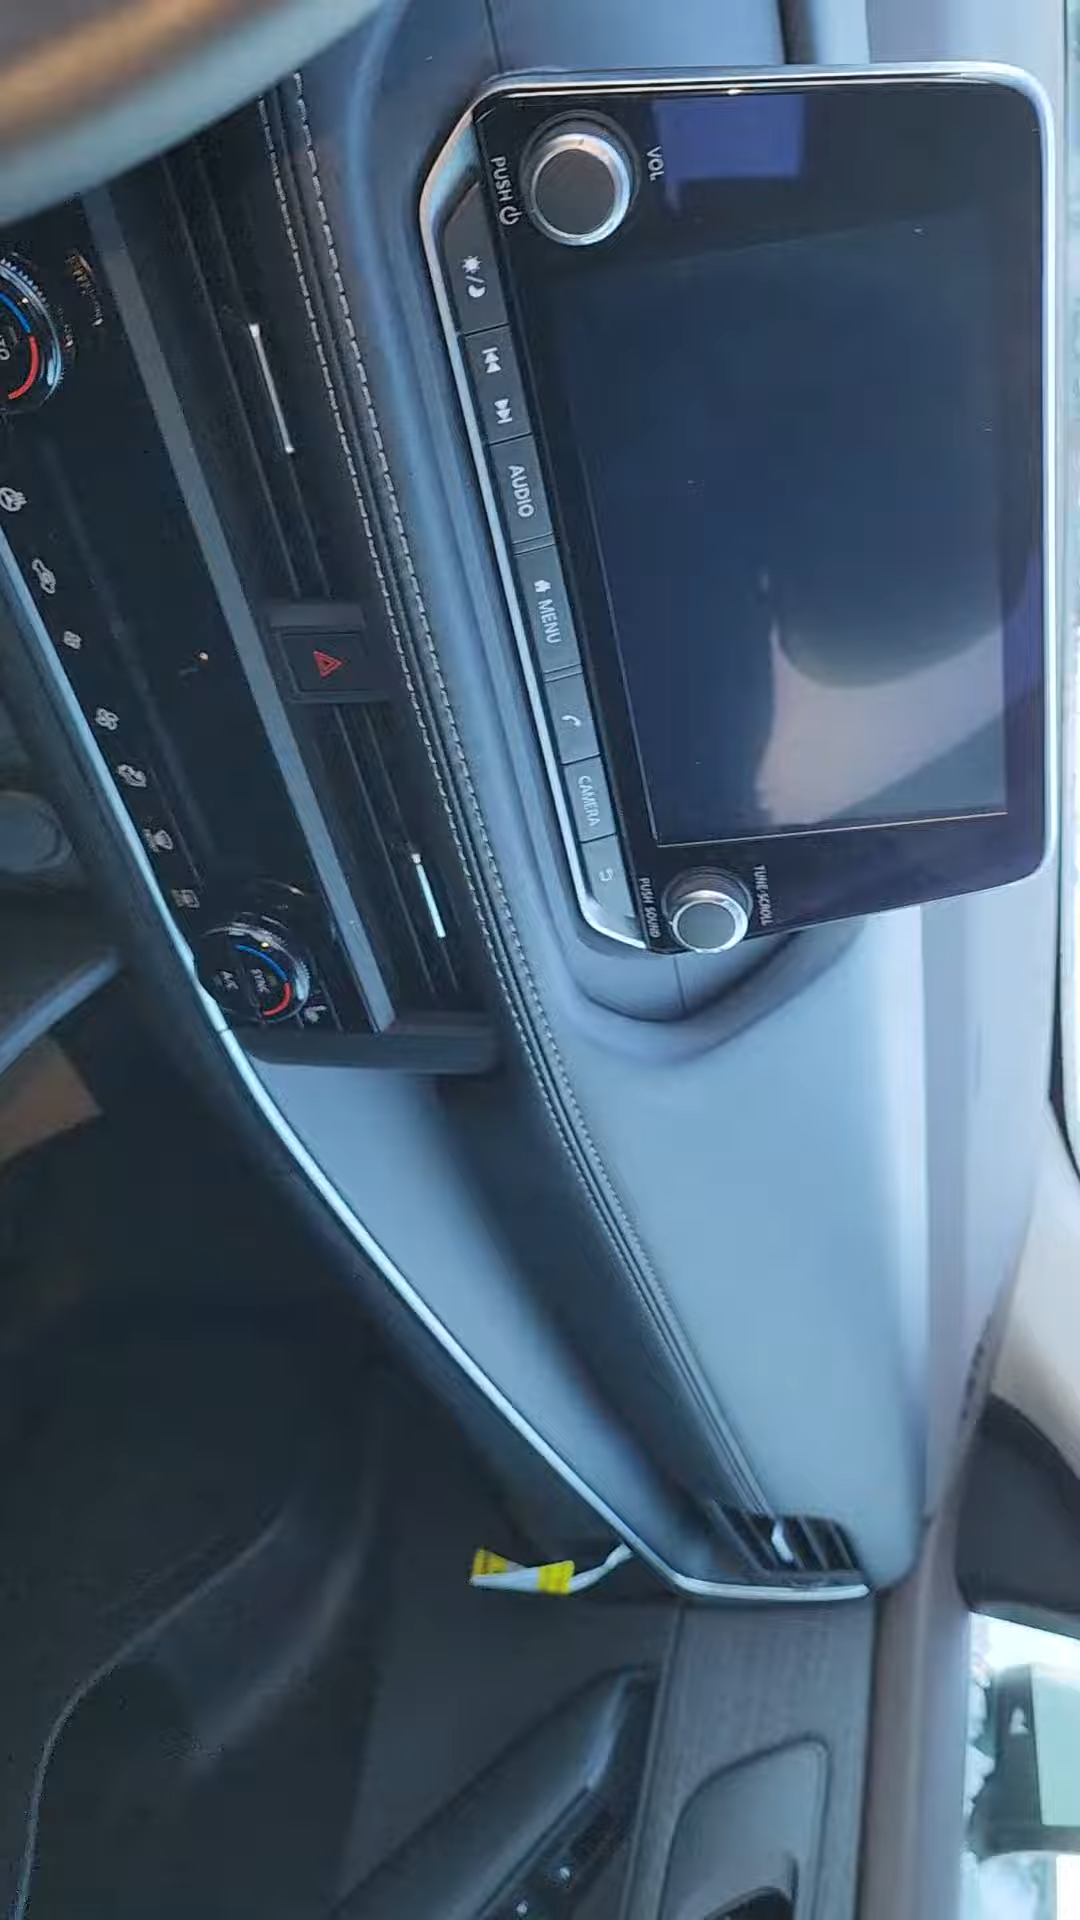 VOL
PUSH
AUDIO
MENU
CAMERA
TUNE·SCROLL
PUSH SOUND
SYNC
A/C